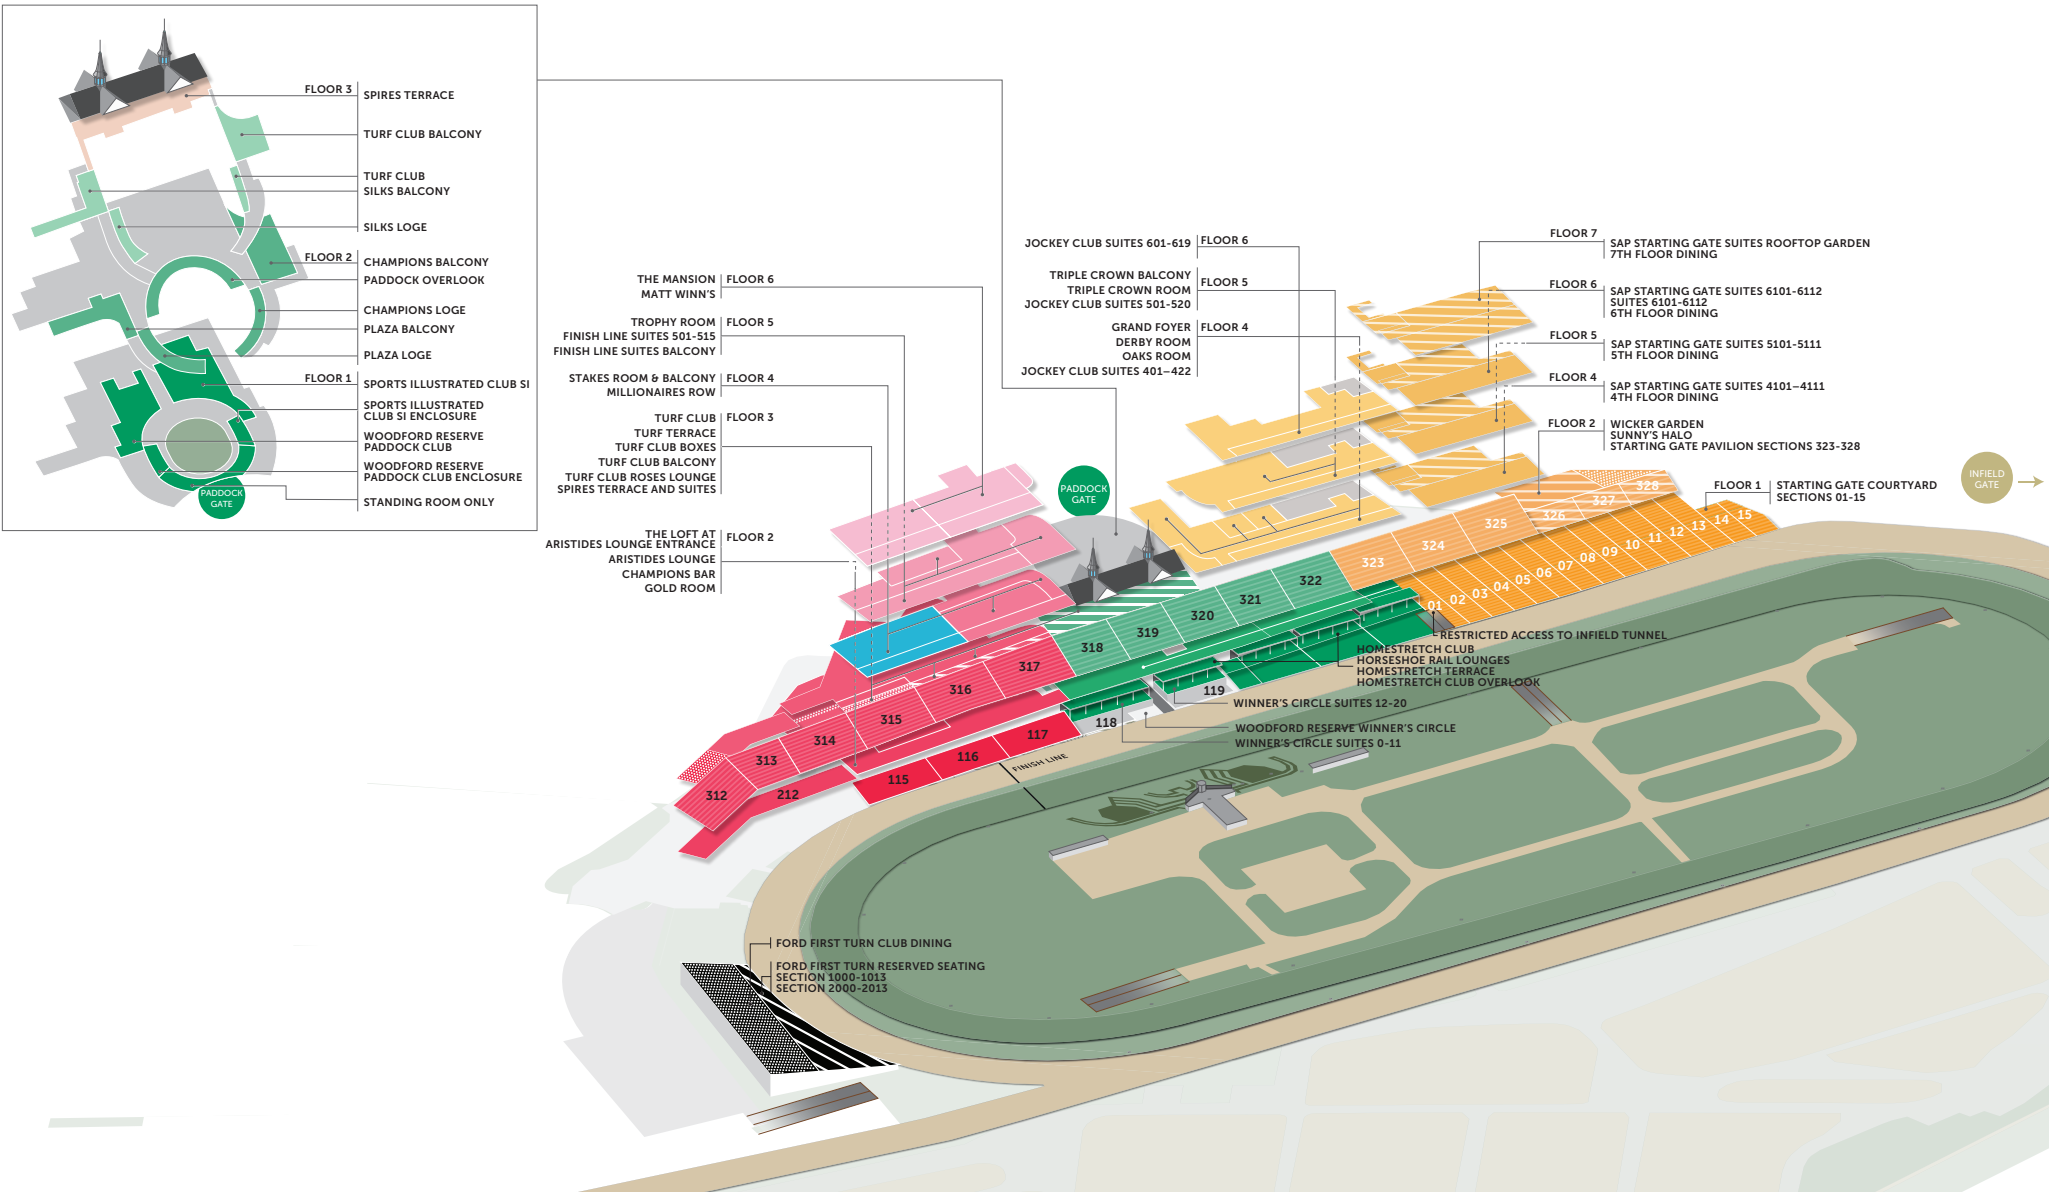 FLOOR 3
SPIRES TERRACE
TURF CLUB BALCONY
TURF CLUB
SILKS BALCONY
SILKS LOGE
FLOOR 2
CHAMPIONS BALCONY
PADDOCK OVERLOOK
CHAMPIONS LOGE
PLAZA BALCONY
PLAZA LOGE
FLOOR 1
SPORTS ILLUSTRATED CLUB SI
SPORTS ILLUSTRATED
CLUB SI ENCLOSURE
WOODFORD RESERVE
PADDOCK CLUB
WOODFORD RESERVE
PADDOCK CLUB ENCLOSURE
STANDING ROOM ONLY
PADDOCK
GATE
THE MANSION
MATT WINN'S
FLOOR 6
TROPHY ROOM
FINISH LINE SUITES 501-515
FINISH LINE SUITES BALCONY
FLOOR 5
STAKES ROOM & BALCONY
MILLIONAIRES ROW
FLOOR 4
TURF CLUB
TURF TERRACE
TURF CLUB BOXES
TURF CLUB BALCONY
TURF CLUB ROSES LOUNGE
SPIRES TERRACE AND SUITES
FLOOR 3
THE LOFT AT
ARISTIDES LOUNGE ENTRANCE
ARISTIDES LOUNGE
CHAMPIONS BAR
GOLD ROOM
FLOOR 2
JOCKEY CLUB SUITES 601-619
FLOOR 6
TRIPLE CROWN BALCONY
TRIPLE CROWN ROOM
JOCKEY CLUB SUITES 501-520
FLOOR 5
GRAND FOYER
DERBY ROOM
OAKS ROOM
JOCKEY CLUB SUITES 401–422
FLOOR 4
FLOOR 7
SAP STARTING GATE SUITES ROOFTOP GARDEN
7TH FLOOR DINING
FLOOR 6
SAP STARTING GATE SUITES 6101-6112
SUITES 6101-6112
6TH FLOOR DINING
FLOOR 5
SAP STARTING GATE SUITES 5101-5111
5TH FLOOR DINING
FLOOR 4
SAP STARTING GATE SUITES 4101–4111
4TH FLOOR DINING
FLOOR 2
WICKER GARDEN
SUNNY'S HALO
STARTING GATE PAVILION SECTIONS 323-328
FLOOR 1
STARTING GATE COURTYARD
SECTIONS 01-15
INFIELD
GATE
PADDOCK
GATE
312
313
314
315
316
317
318
319
320
321
322
323
324
325
326
327
328
01
02
03
04
05
06
07
08
09
10
11
12
13
14
15
212
115
116
117
118
119
FINISH LINE
RESTRICTED ACCESS TO INFIELD TUNNEL
HOMESTRETCH CLUB
HORSESHOE RAIL LOUNGES
HOMESTRETCH TERRACE
HOMESTRETCH CLUB OVERLOOK
WINNER'S CIRCLE SUITES 12-20
WOODFORD RESERVE WINNER'S CIRCLE
WINNER'S CIRCLE SUITES 0-11
FORD FIRST TURN CLUB DINING
FORD FIRST TURN RESERVED SEATING
SECTION 1000-1013
SECTION 2000-2013